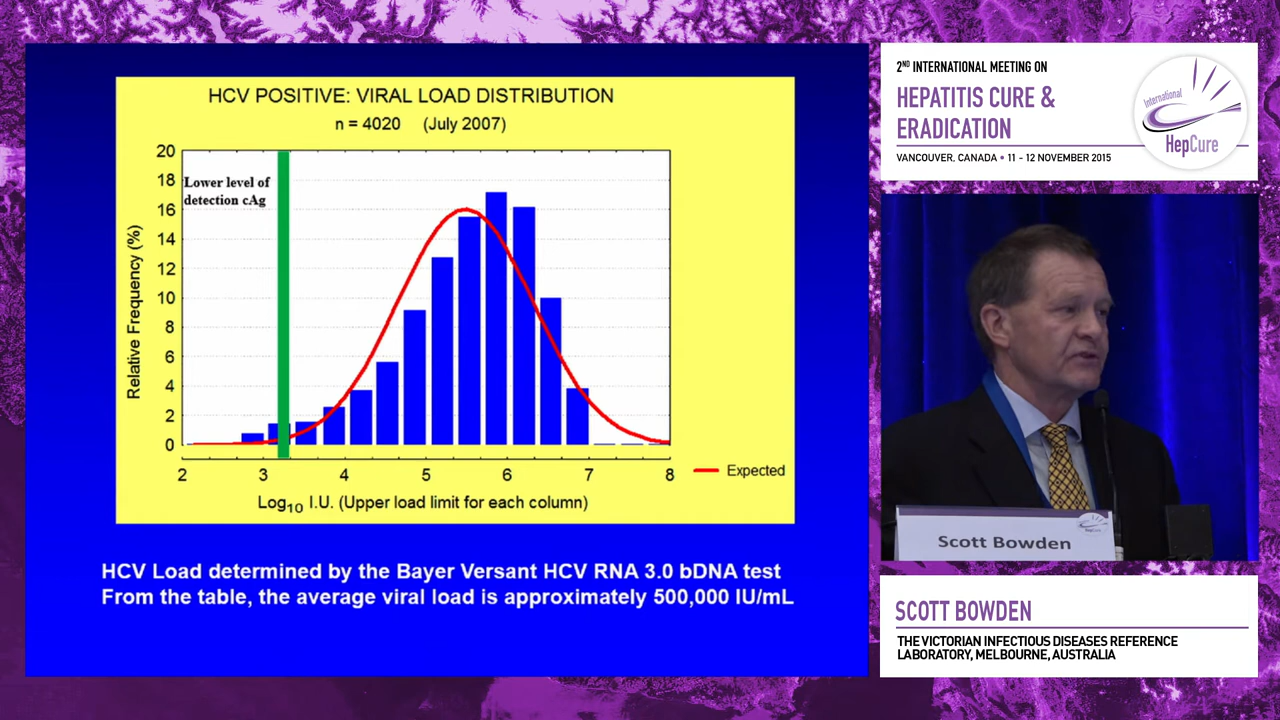 HCV POSITIVE: VIRAL LOAD DISTRIBUTION
n = 4020 (July 2007)
Lower level of
detection cAg
Relative Frequency (%)
20
18
16
14
12
10
8
6
4
2
0
2 3 4 5 6 7 8
Expected
Log10 I.U. (Upper load limit for each column)
HCV Load determined by the Bayer Versant HCV RNA 3.0 bDNA test
From the table, the average viral load is approximately 500,000 IU/mL
2ND INTERNATIONAL MEETING ON
HEPATITIS CURE &
ERADICATION
VANCOUVER, CANADA • 11 - 12 NOVEMBER 2015
International
HepCure
Scott Bowden
SCOTT BOWDEN
THE VICTORIAN INFECTIOUS DISEASES REFERENCE
LABORATORY, MELBOURNE, AUSTRALIA